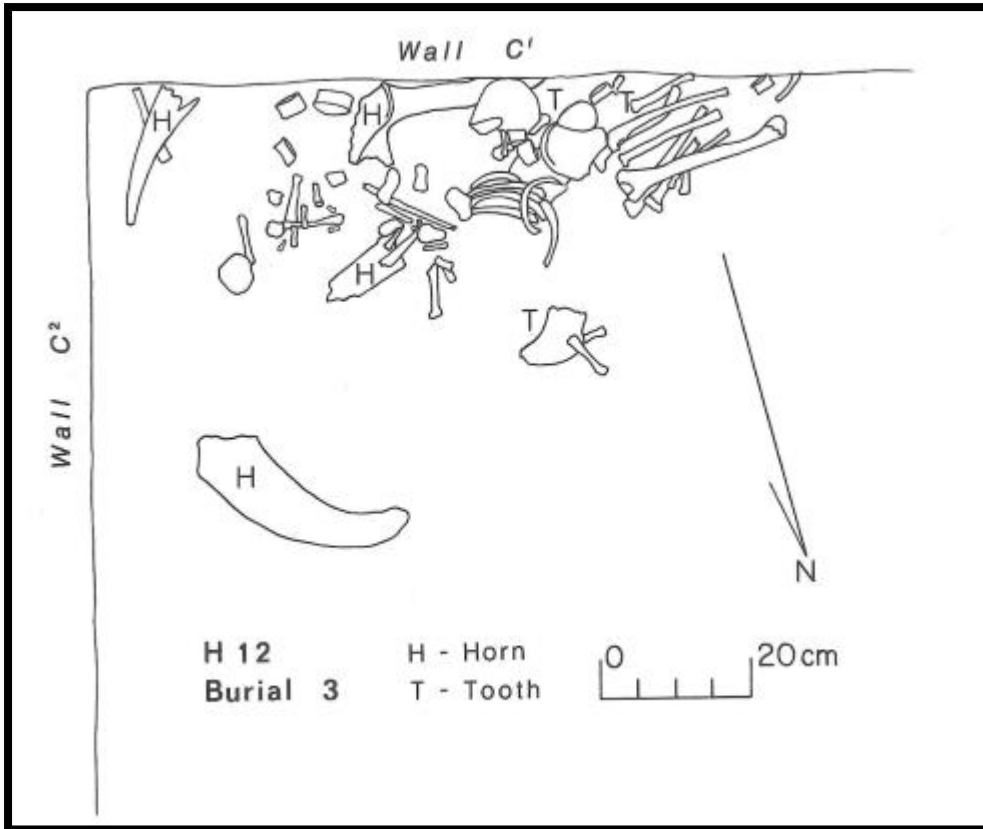 Wall C¹
H
H
T
T
H
T
Wall C²
H
N
H 12
Burial 3
H - Horn
T - Tooth
0 20 cm